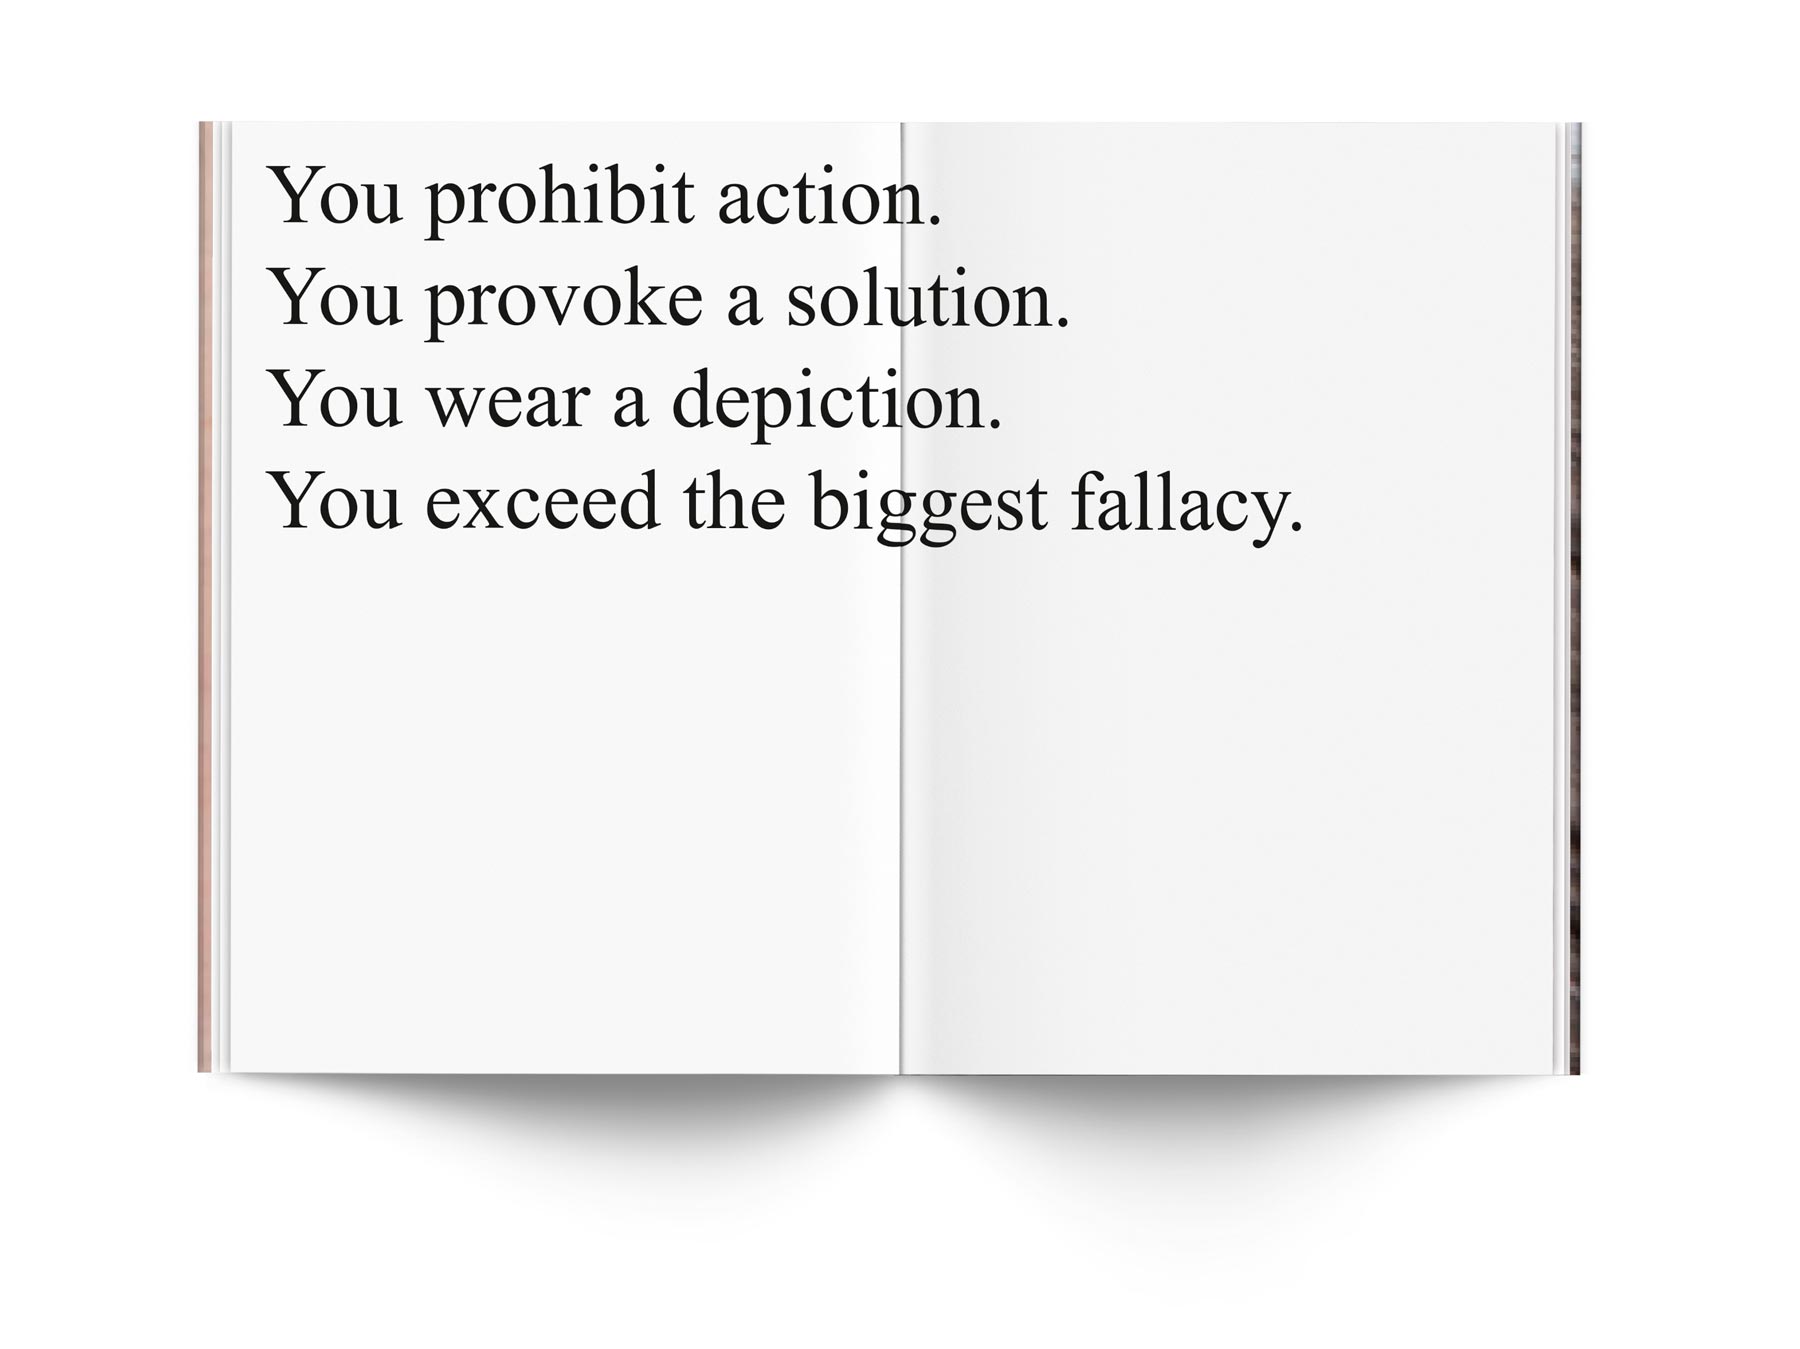 You prohibit action.
You provoke a solution.
You wear a depiction.
You exceed the biggest fallacy.